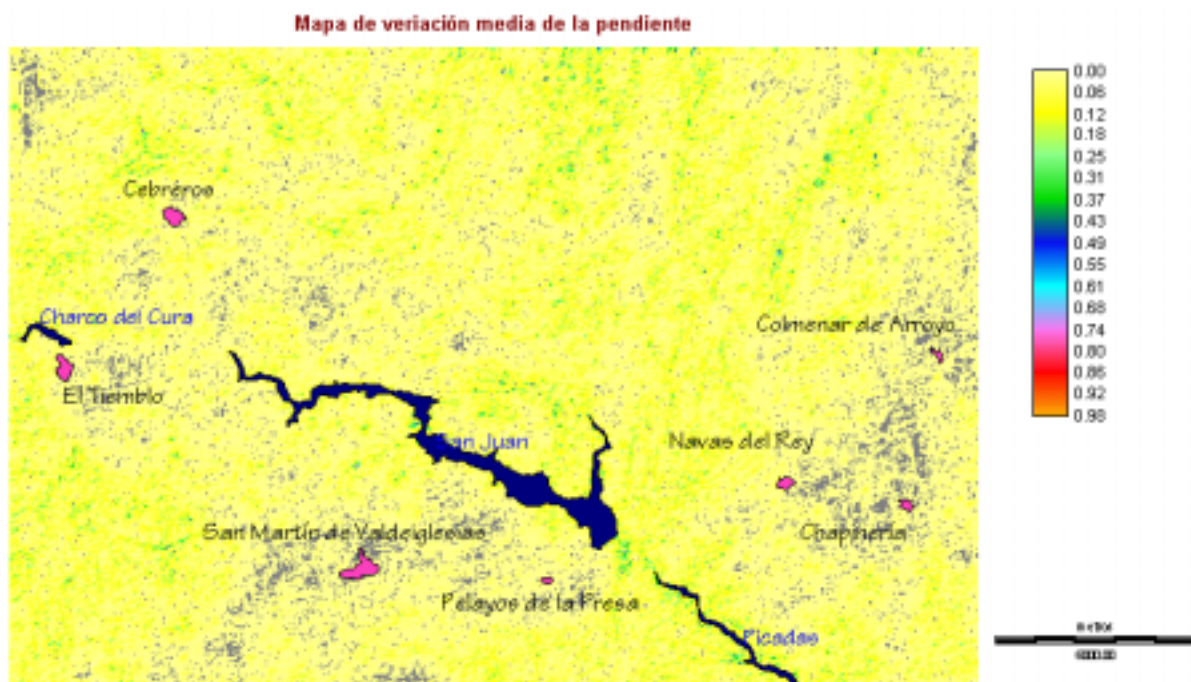 Mapa de veriación media de la pendiente
0.00
0.06
0.12
0.18
0.25
0.31
0.37
0.43
0.49
0.55
0.61
0.68
0.74
0.80
0.86
0.92
0.98
Cebréros
Charco del Cura
El Tiemblo
Colmenar de Arroyo
San Juan
Navas del Rey
San Martín de Valdeiglesias
Chapinería
Pelayos de la Presa
Picadas